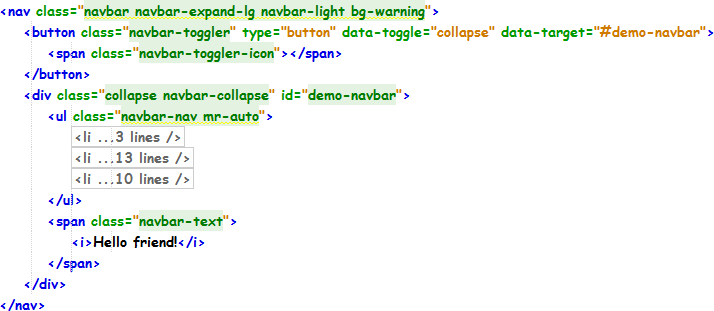 <nav class="navbar navbar-expand-lg navbar-light bg-warning">
<button class="navbar-toggler" type="button" data-toggle="collapse" data-target="#demo-navbar">
<span class="navbar-toggler-icon"></span>
</button>
<div class="collapse navbar-collapse" id="demo-navbar">
<ul class="navbar-nav mr-auto">
<li ...3 lines />
<li ...13 lines />
<li ...10 lines />
</ul>
<span class="navbar-text">
<i>Hello friend!</i>
</span>
</div>
</nav>